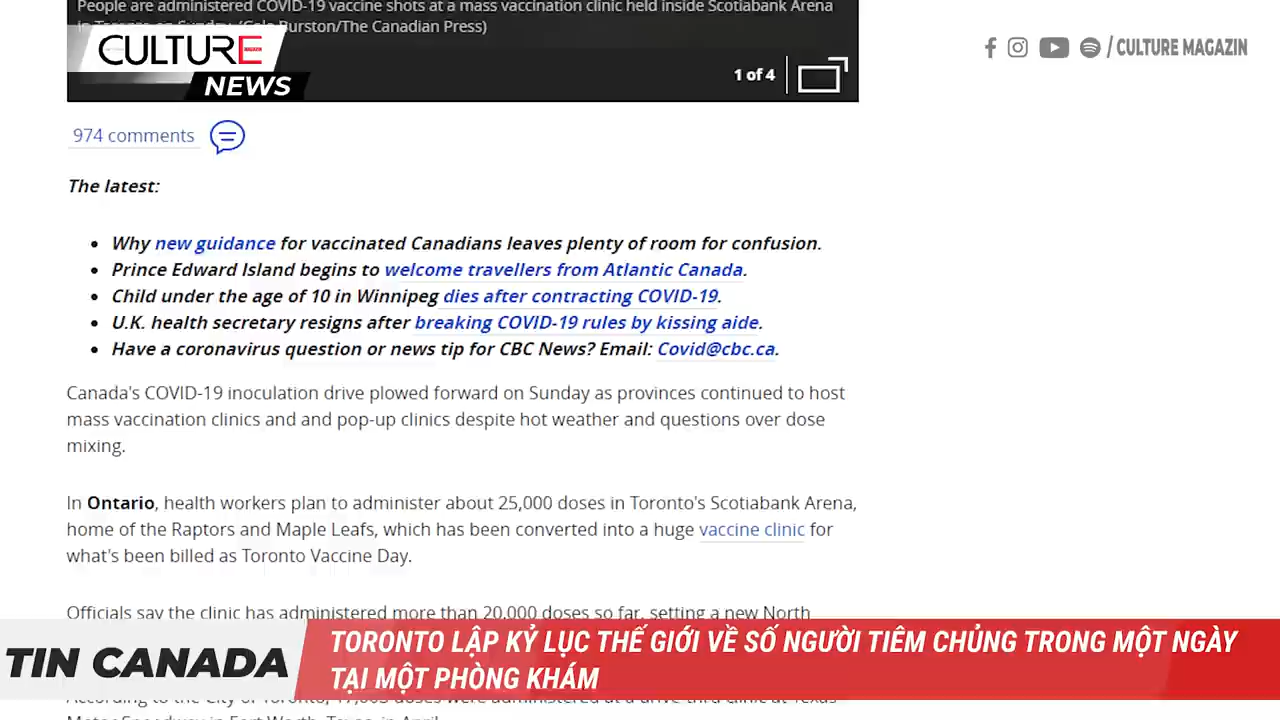 People are administered COVID-19 vaccine shots at a mass vaccination clinic held inside Scotiabank Arena
Burston/The Canadian Press)
CULTURE
NEWS
1 of 4
/ CULTURE MAGAZIN
974 comments
The latest:
• Why new guidance for vaccinated Canadians leaves plenty of room for confusion.
• Prince Edward Island begins to welcome travellers from Atlantic Canada.
• Child under the age of 10 in Winnipeg dies after contracting COVID-19.
• U.K. health secretary resigns after breaking COVID-19 rules by kissing aide.
• Have a coronavirus question or news tip for CBC News? Email: Covid@cbc.ca.
Canada's COVID-19 inoculation drive plowed forward on Sunday as provinces continued to host
mass vaccination clinics and and pop-up clinics despite hot weather and questions over dose
mixing.
In Ontario, health workers plan to administer about 25,000 doses in Toronto's Scotiabank Arena,
home of the Raptors and Maple Leafs, which has been converted into a huge vaccine clinic for
what's been billed as Toronto Vaccine Day.
Officials say the clinic has administered more than 20,000 doses so far, setting a new North
TIN CANADA
TORONTO LẬP KỶ LỤC THẾ GIỚI VỀ SỐ NGƯỜI TIÊM CHỦNG TRONG MỘT NGÀY
TẠI MỘT PHÒNG KHÁM